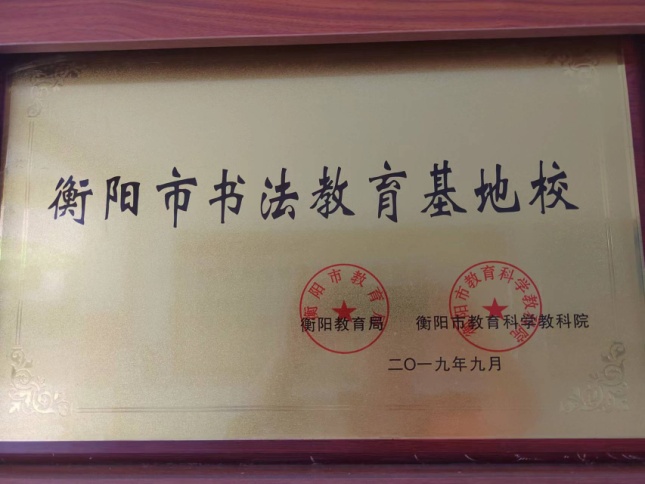 衡阳市书法教育基地校
衡阳市教育局
衡阳市教育科学教科院
衡阳教育局 衡阳市教育科学教科院
二〇一九年九月